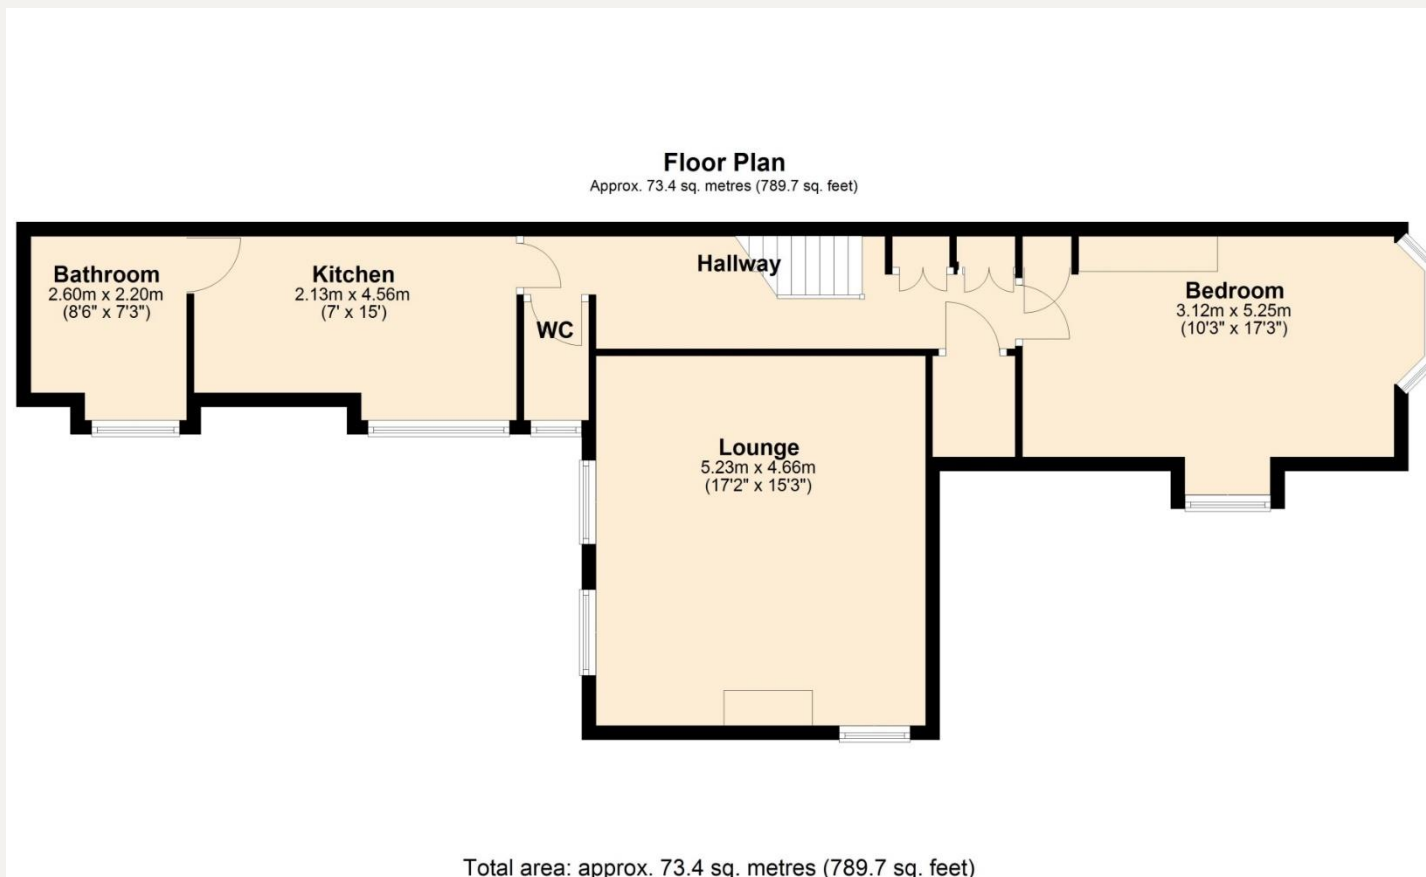 Floor Plan
Approx. 73.4 sq. metres (789.7 sq. feet)
Bathroom
2.60m x 2.20m
(8'6" x 7'3")
Kitchen
2.13m x 4.56m
(7' x 15')
WC
Hallway
Bedroom
3.12m x 5.25m
(10'3" x 17'3")
Lounge
5.23m x 4.66m
(17'2" x 15'3")
Total area: approx. 73.4 sq. metres (789.7 sq. feet)